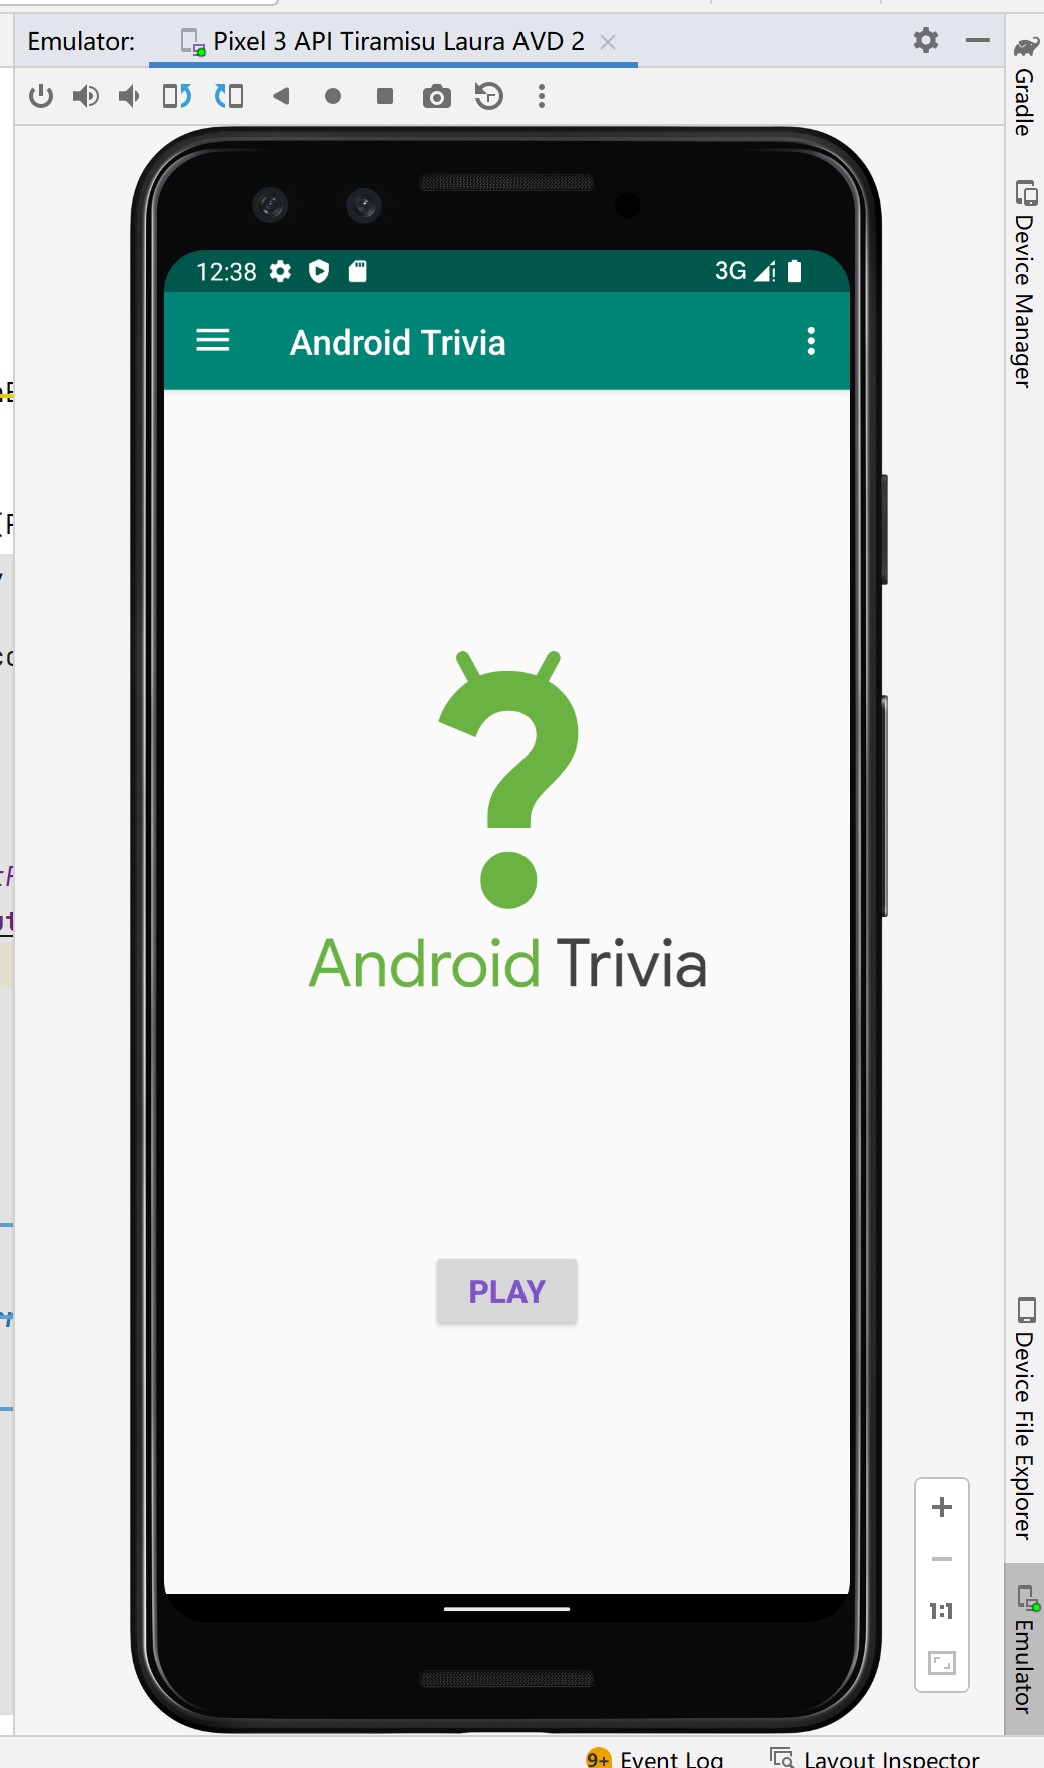 Emulator: Pixel 3 API Tiramisu Laura AVD 2
Gradle
Device Manager
12:38 3G
Android Trivia
Android Trivia
PLAY
Device File Explorer
1:1
Emulator
9+ Event Log Layout Inspector